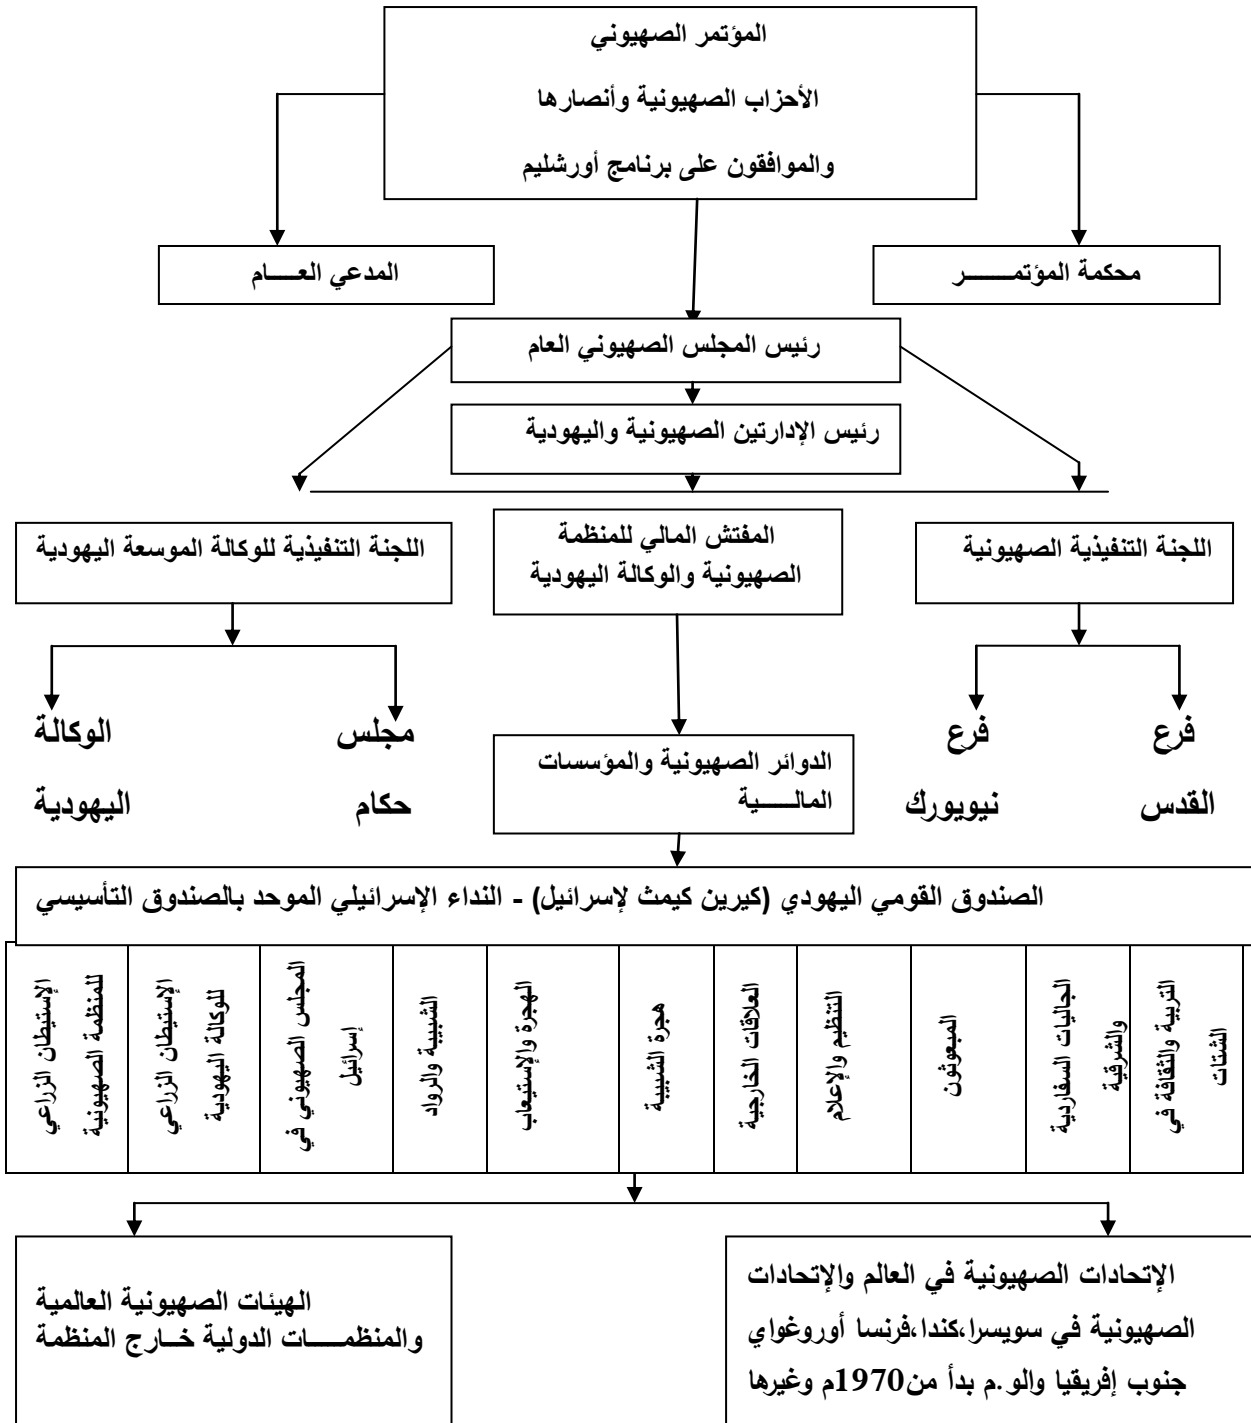 المؤتمر الصهيوني
الأحزاب الصهيونية وأنصارها
والموافقون على برنامج أورشليم
محكمة المؤتمـــــــر
المدعي العـــــام
رئيس المجلس الصهيوني العام
رئيس الإدارتين الصهيونية واليهودية
اللجنة التنفيذية الصهيونية
المفتش المالي للمنظمة
الصهيونية والوكالة اليهودية
اللجنة التنفيذية للوكالة الموسعة اليهودية
فرع
القدس
فرع
نيويورك
مجلس
حكام
الوكالة
اليهودية
الدوائر الصهيونية والمؤسسات
المالـــــية
الصندوق القومي اليهودي (كيرين كيمث لإسرائيل) - النداء الإسرائيلي الموحد بالصندوق التأسيسي
التربية والثقافة في
الشتات
الجاليات السفاردية
والشرقية
المبعوثون
التنظيم والإعلام
العلاقات الخارجية
هجرة الشبيبة
الهجرة والإستيعاب
الشبيبة والرواد
المجلس الصهيوني في
إسرائيل
الإستيطان الزراعي
للوكالة اليهودية
الإستيطان الزراعي
للمنظمة الصهيونية
الإتحادات الصهيونية في العالم والإتحادات
الصهيونية في سويسرا،كندا،فرنسا أوروغواي
جنوب إفريقيا والو.م بدأ من1970م وغيرها
الهيئات الصهيونية العالمية
والمنظمـــــات الدولية خـــارج المنظمة